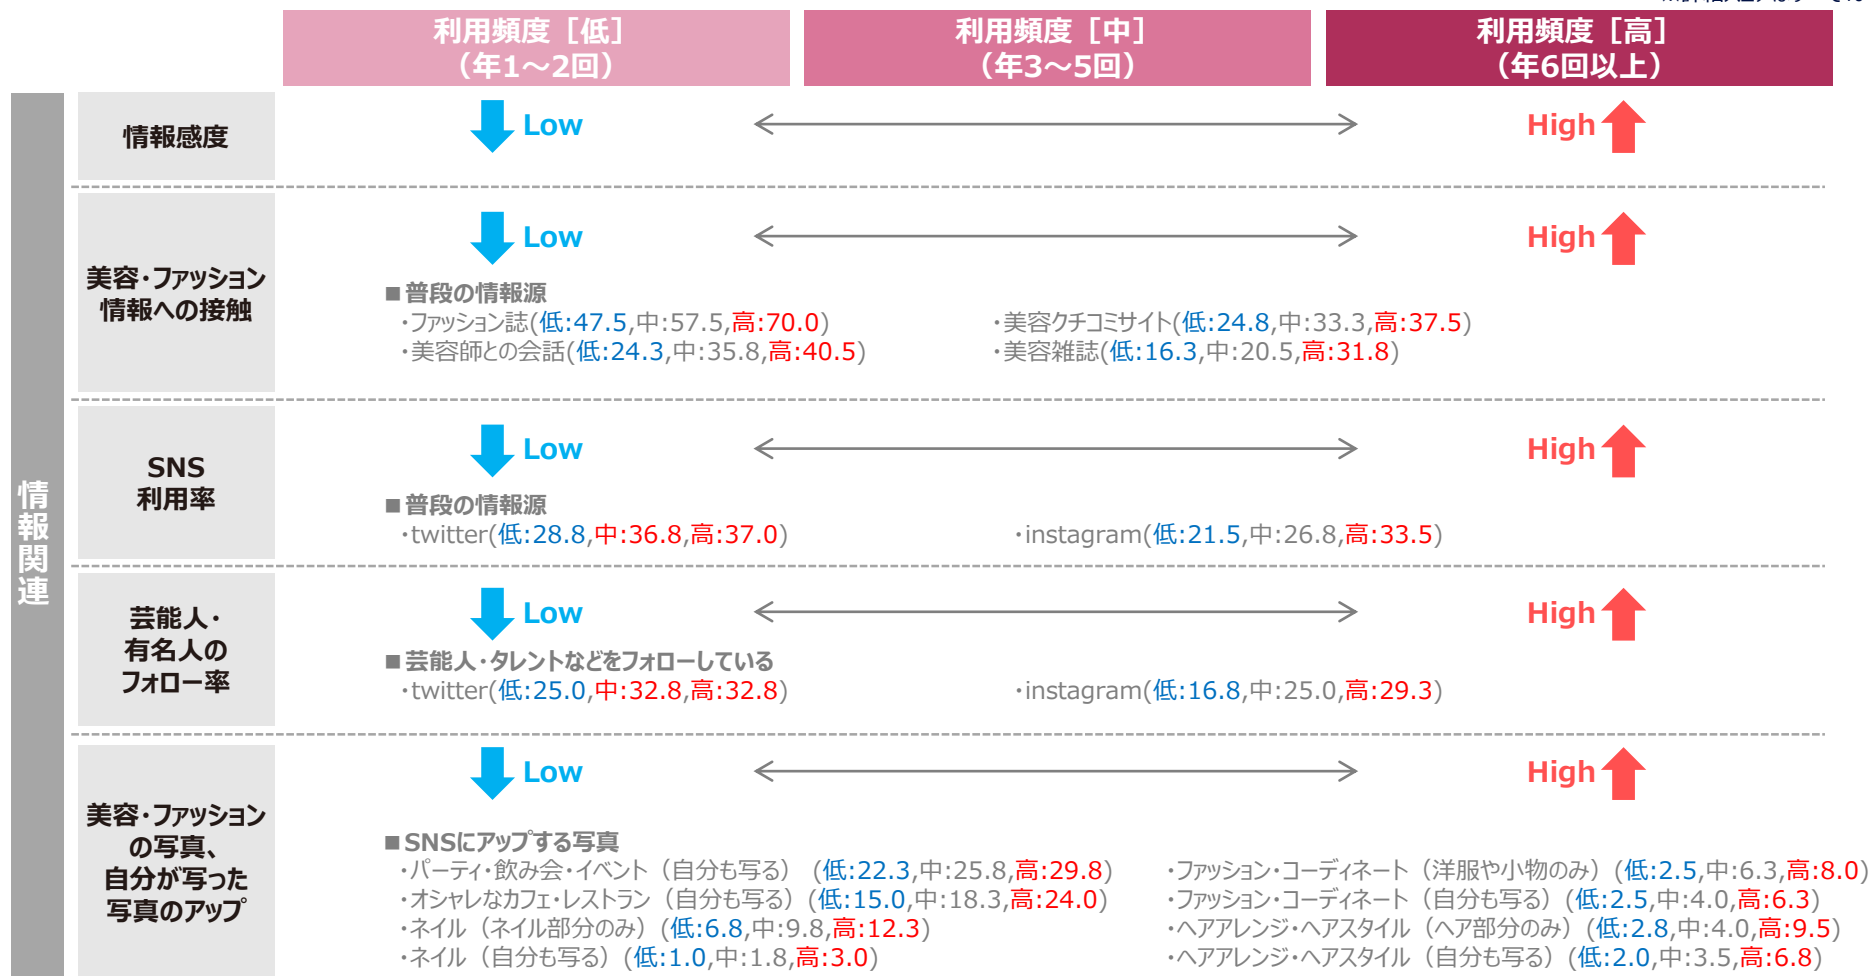 利用頻度［低］
（年1～2回）
利用頻度［中］
（年3～5回）
利用頻度［高］
（年6回以上）
情報関連
情報感度
Low
High
美容・ファッション
情報への接触
Low
High
■普段の情報源
・ファッション誌(低:47.5,中:57.5,高:70.0)
・美容クチコミサイト(低:24.8,中:33.3,高:37.5)
・美容師との会話(低:24.3,中:35.8,高:40.5)
・美容雑誌(低:16.3,中:20.5,高:31.8)
SNS
利用率
Low
High
■普段の情報源
・twitter(低:28.8,中:36.8,高:37.0)
・instagram(低:21.5,中:26.8,高:33.5)
芸能人・
有名人の
フォロー率
Low
High
■芸能人・タレントなどをフォローしている
・twitter(低:25.0,中:32.8,高:32.8)
・instagram(低:16.8,中:25.0,高:29.3)
美容・ファッション
の写真、
自分が写った
写真のアップ
Low
High
■SNSにアップする写真
・パーティ・飲み会・イベント（自分も写る） (低:22.3,中:25.8,高:29.8)
・オシャレなカフェ・レストラン（自分も写る）(低:15.0,中:18.3,高:24.0)
・ネイル（ネイル部分のみ）(低:6.8,中:9.8,高:12.3)
・ネイル（自分も写る）(低:1.0,中:1.8,高:3.0)
・ファッション・コーディネート（洋服や小物のみ）(低:2.5,中:6.3,高:8.0)
・ファッション・コーディネート（自分も写る）(低:2.5,中:4.0,高:6.3)
・ヘアアレンジ・ヘアスタイル（ヘア部分のみ）(低:2.8,中:4.0,高:9.5)
・ヘアアレンジ・ヘアスタイル（自分も写る）(低:2.0,中:3.5,高:6.8)